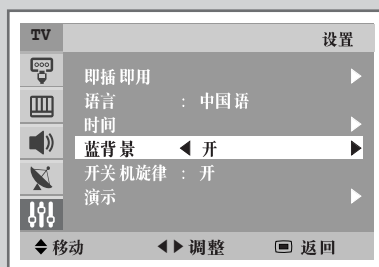 TV
设置
即插即用
语言 : 中国语
时间
蓝背景 开
开关机旋律 : 开
演示
移动 调整 返回